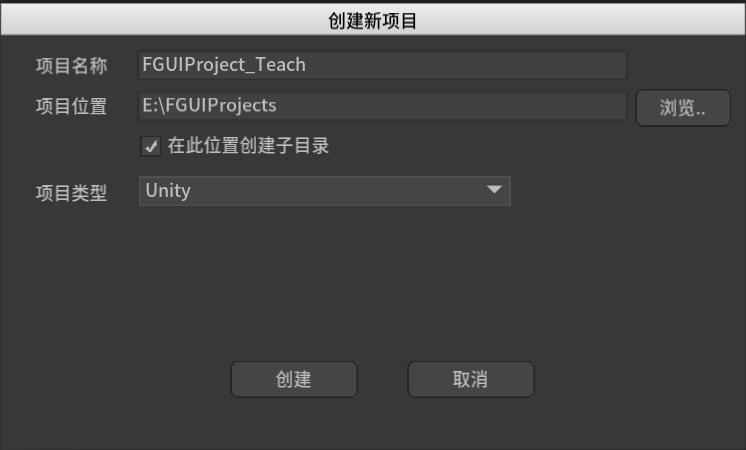 创建新项目
项目名称 FGUIProject_Teach
项目位置 E:\FGUIProjects 浏览..
在此位置创建子目录
项目类型 Unity
创建 取消